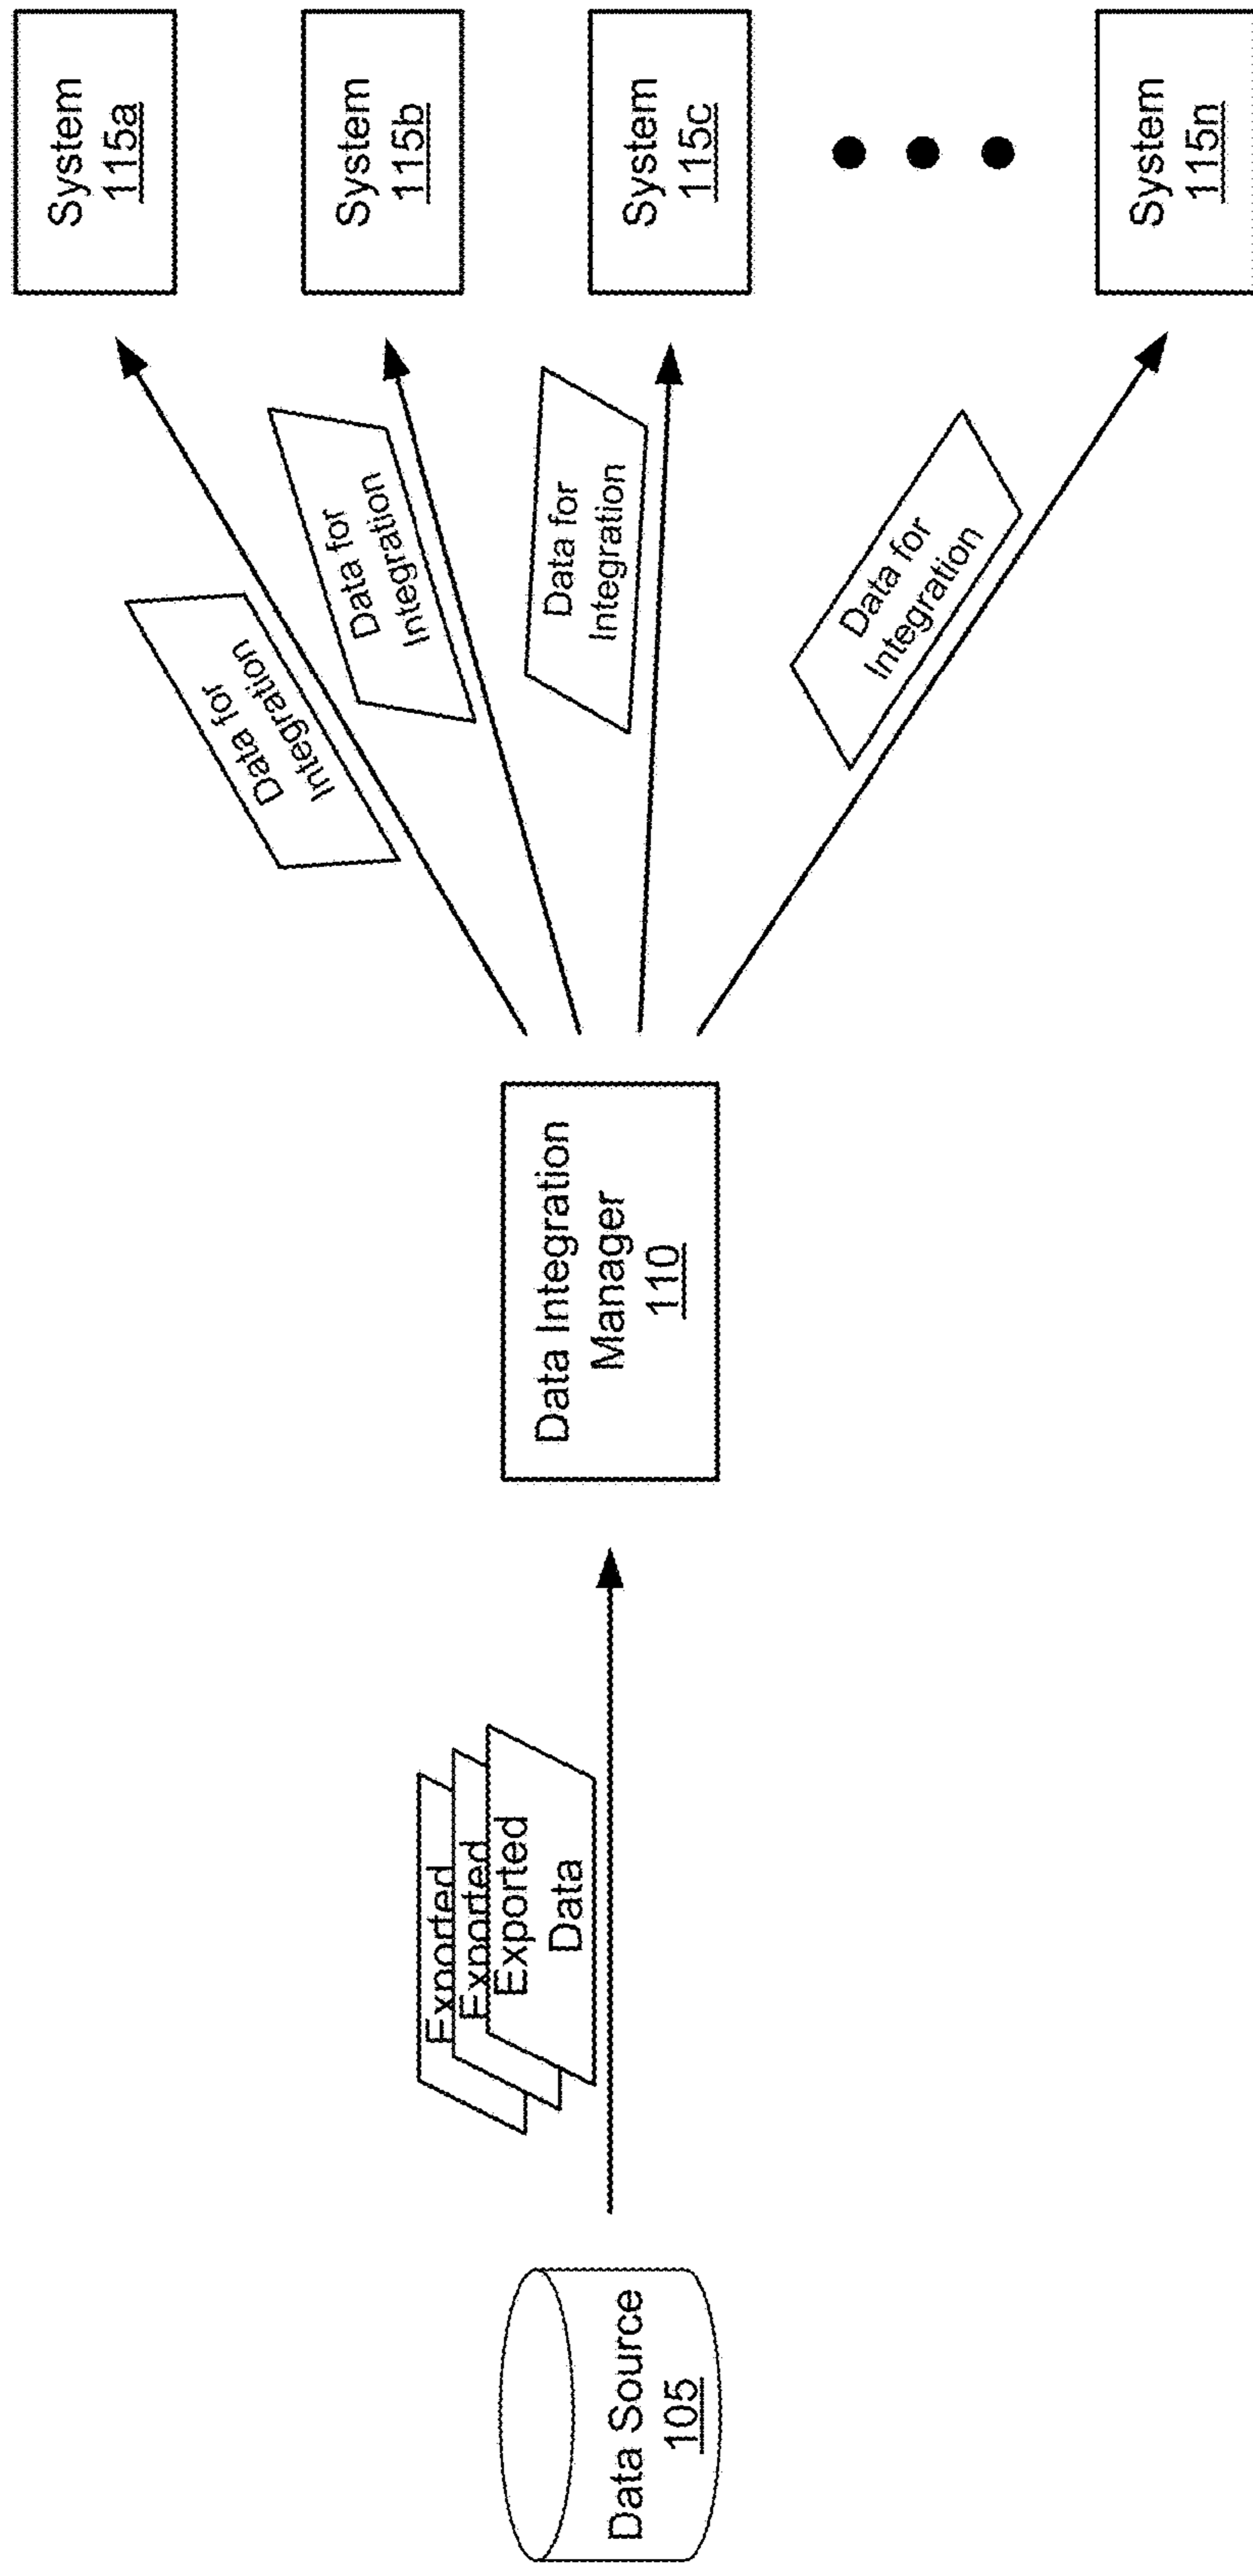 Data Source
105
Exported
Exported
Exported
Data
Data Integration
Manager
110
Data for
Integration
Data for
Integration
Data for
Integration
Data for
Integration
System
115a
System
115b
System
115c
System
115n